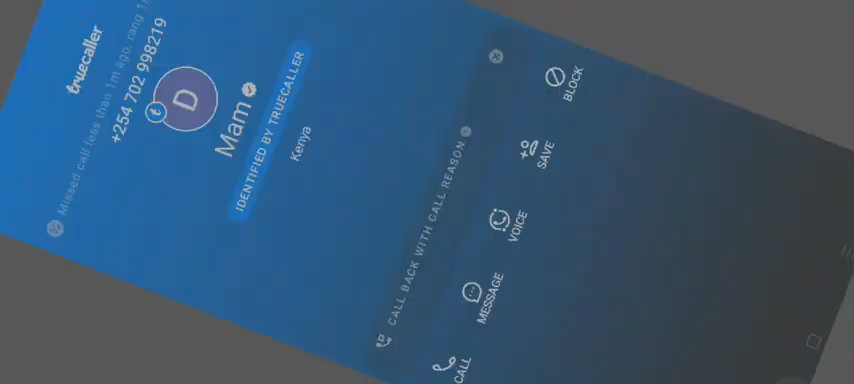 truecaller
Missed call less than 1m ago, rang
+254 702 998219
D
Mam
IDENTIFIED BY TRUECALLER
Kenya
CALL BACK WITH CALL REASON
CALL
MESSAGE
VOICE
SAVE
BLOCK